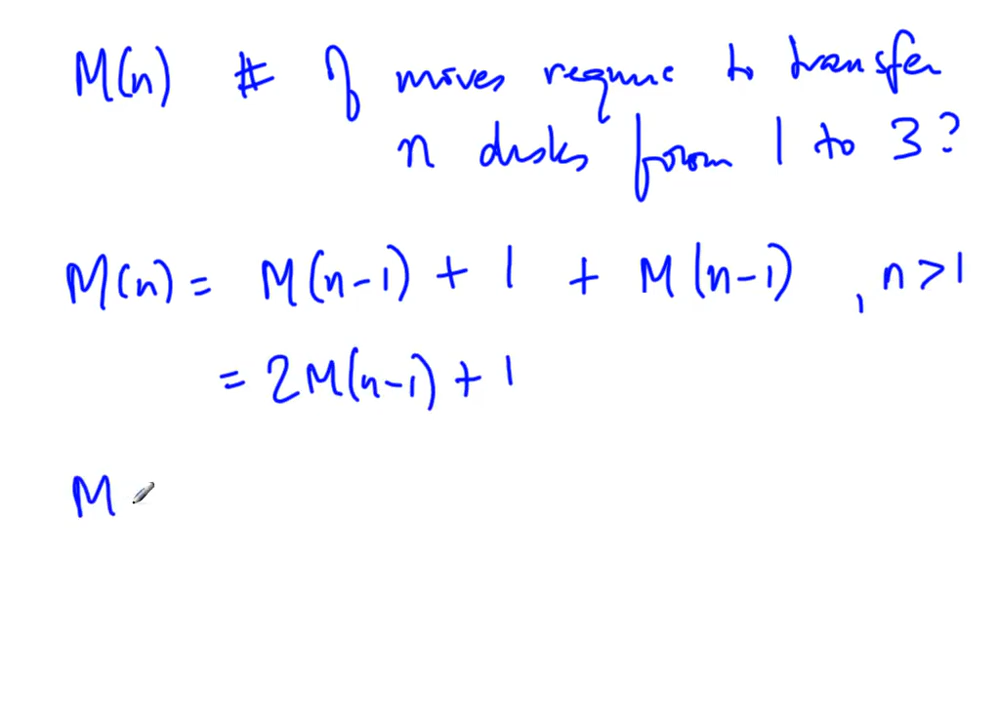 M(n) # of moves require to transfer
n disks from 1 to 3?
M(n) = M(n-1) + 1 + M(n-1) , n>1
= 2M(n-1) + 1
M